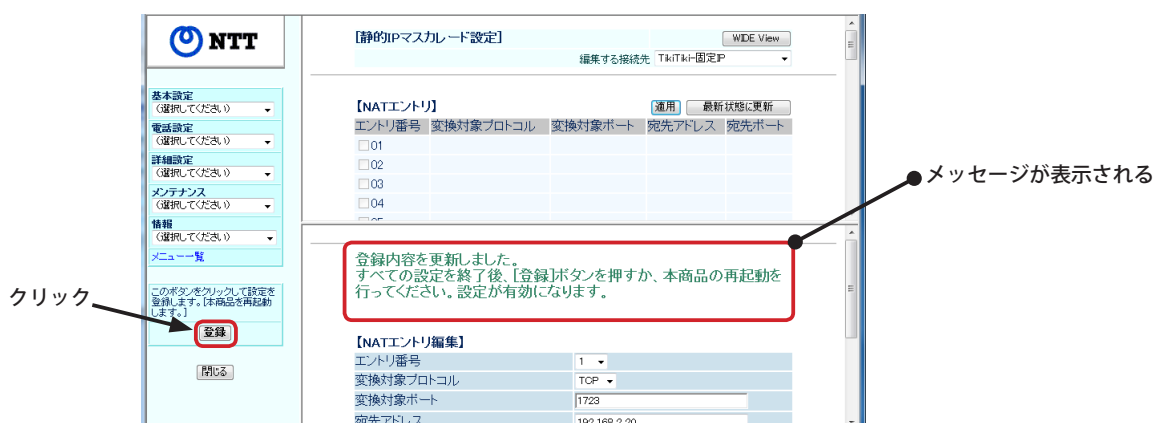 NTT
基本設定
(選択してください)
電話設定
(選択してください)
詳細設定
(選択してください)
メンテナンス
(選択してください)
情報
(選択してください)
メニュー一覧
このボタンをクリックして設定を
登録します。[本商品を再起動
します。]
登録
閉じる
クリック
[静的IPマスカレード設定]
WIDE View
編集する接続先 TikiTiki-固定IP
【NATエントリ】
適用 最新状態に更新
エントリ番号 変換対象プロトコル 変換対象ポート 宛先アドレス 宛先ポート
01
02
03
04
05
メッセージが表示される
登録内容を更新しました。
すべての設定を終了後、[登録]ボタンを押すか、本商品の再起動を
行ってください。設定が有効になります。
【NATエントリ編集】
エントリ番号 1
変換対象プロトコル TCP
変換対象ポート 1723
宛先アドレス 192.168.2.20